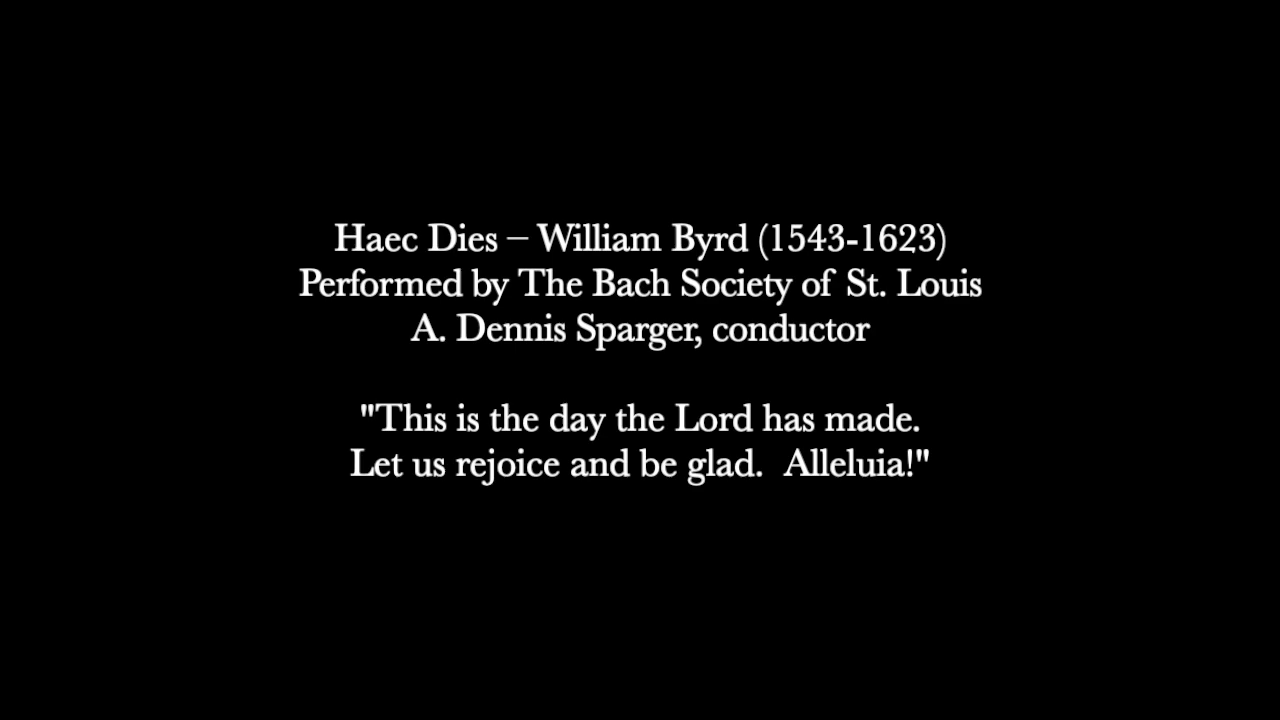 Haec Dies – William Byrd (1543-1623)
Performed by The Bach Society of St. Louis
A. Dennis Sparger, conductor
"This is the day the Lord has made.
Let us rejoice and be glad.  Alleluia!"